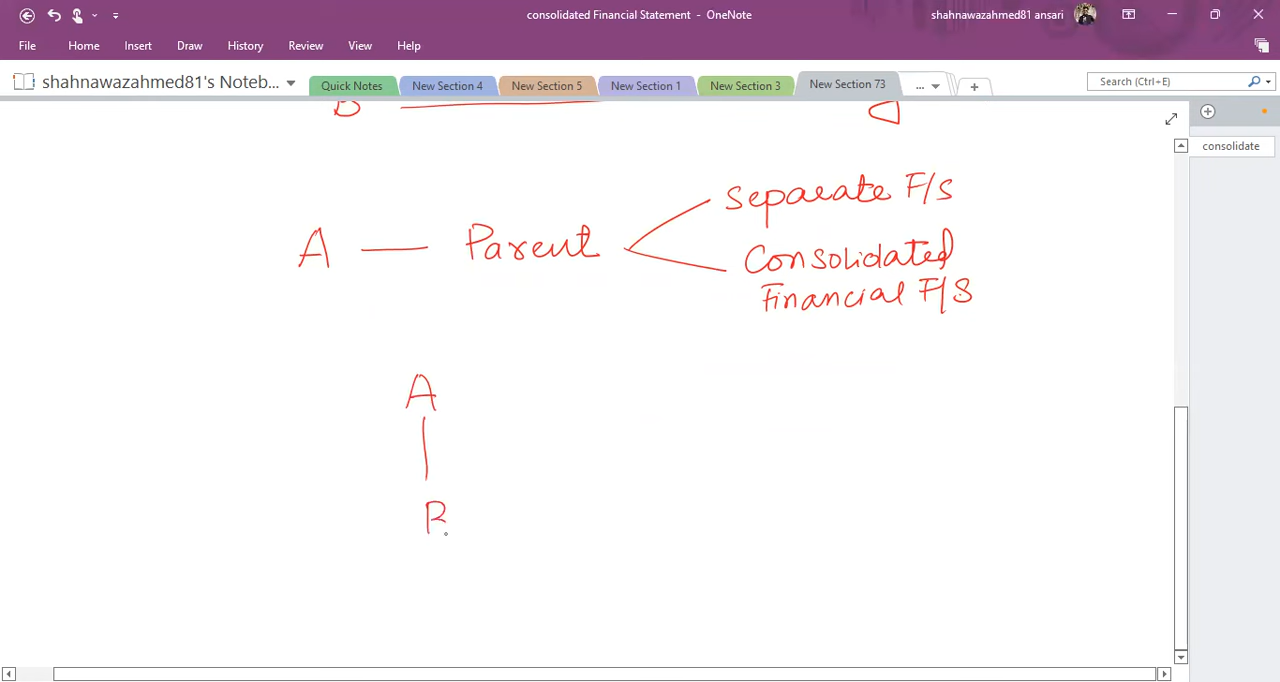 consolidated Financial Statement - OneNote
shahnawazahmed81 ansari
File Home Insert Draw History Review View Help
shahnawazahmed81's Noteb... Quick Notes New Section 4 New Section 5 New Section 1 New Section 3 New Section 73 ... Search (Ctrl+E)
consolidate
B
A — Parent
Separate F/S
Consolidated
Financial F/S
A
B